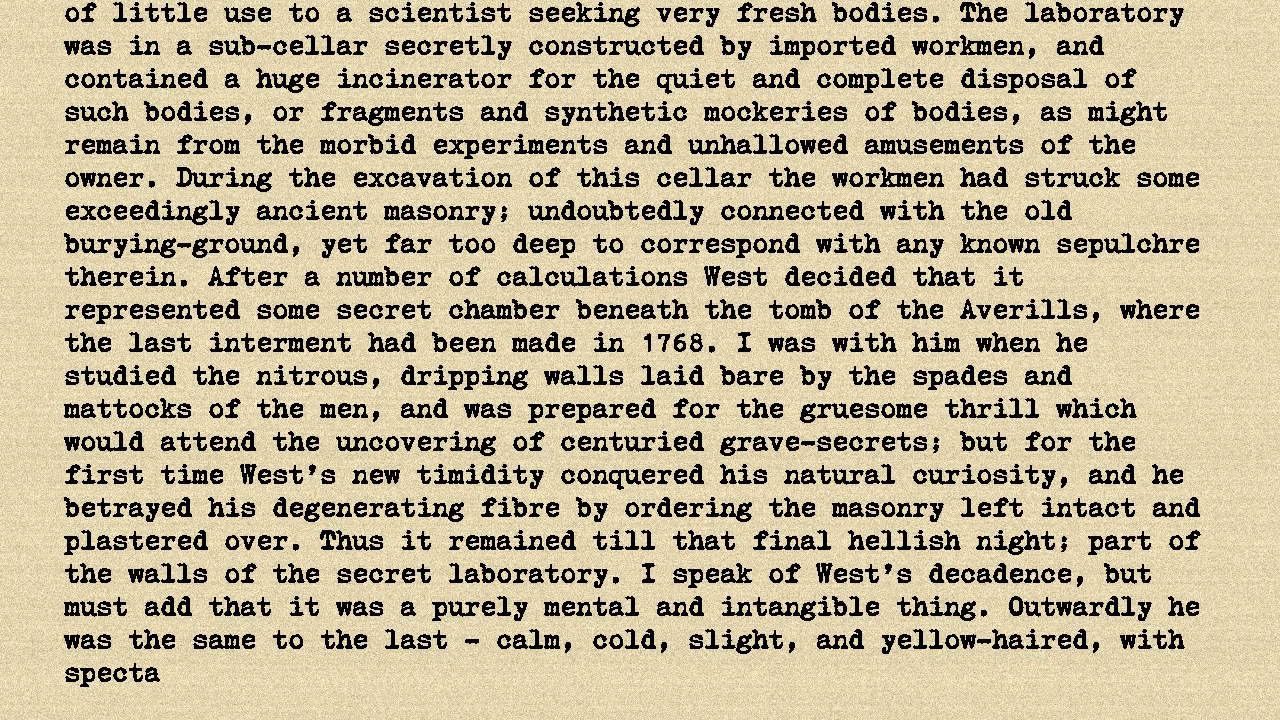 of little use to a scientist seeking very fresh bodies. The laboratory
was in a sub-cellar secretly constructed by imported workmen, and
contained a huge incinerator for the quiet and complete disposal of
such bodies, or fragments and synthetic mockeries of bodies, as might
remain from the morbid experiments and unhallowed amusements of the
owner. During the excavation of this cellar the workmen had struck some
exceedingly ancient masonry; undoubtedly connected with the old
burying-ground, yet far too deep to correspond with any known sepulchre
therein. After a number of calculations West decided that it
represented some secret chamber beneath the tomb of the Averills, where
the last interment had been made in 1768. I was with him when he
studied the nitrous, dripping walls laid bare by the spades and
mattocks of the men, and was prepared for the gruesome thrill which
would attend the uncovering of centuried grave-secrets; but for the
first time West's new timidity conquered his natural curiosity, and he
betrayed his degenerating fibre by ordering the masonry left intact and
plastered over. Thus it remained till that final hellish night; part of
the walls of the secret laboratory. I speak of West's decadence, but
must add that it was a purely mental and intangible thing. Outwardly he
was the same to the last - calm, cold, slight, and yellow-haired, with
specta